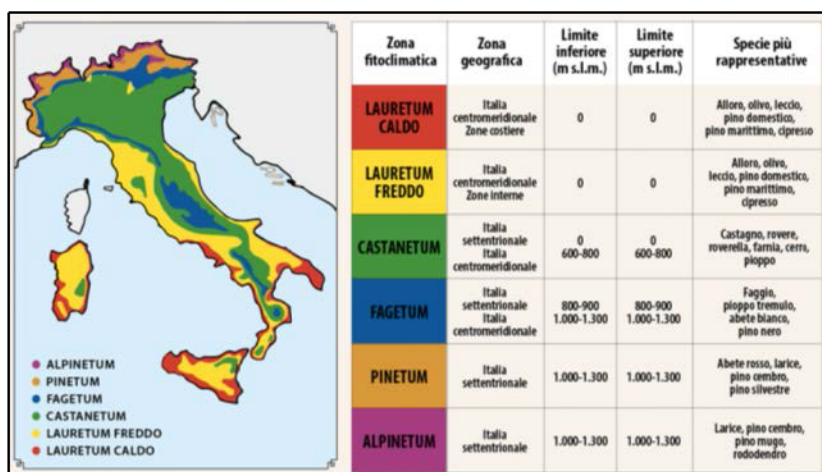 ALPINETUM
PINETUM
FAGETUM
CASTANETUM
LAURETUM FREDDO
LAURETUM CALDO
Zona
fitoclimatica
Zona
geografica
Limite
inferiore
(m s.l.m.)
Limite
superiore
(m s.l.m.)
Specie più
rappresentative
LAURETUM
CALDO
Italia
centromeridionale
Zone costiere
0
0
Alloro, olivo, leccio,
pino domestico,
pino marittimo, cipresso
LAURETUM
FREDDO
Italia
centromeridionale
Zone interne
0
0
Alloro, olivo,
leccio, pino domestico,
pino marittimo,
cipresso
CASTANETUM
Italia
settentrionale
Italia
centromeridionale
0
600-800
0
600-800
Castagno, rovere,
roverella, farnia, cerro,
pioppo
FAGETUM
Italia
settentrionale
Italia
centromeridionale
800-900
1.000-1.300
800-900
1.000-1.300
Faggio,
pioppo tremulo,
abete bianco,
pino nero
PINETUM
Italia
settentrionale
1.000-1.300
1.000-1.300
Abete rosso, larice,
pino cembro,
pino silvestre
ALPINETUM
Italia
settentrionale
1.000-1.300
1.000-1.300
Larice, pino cembro,
pino mugo,
rododendro